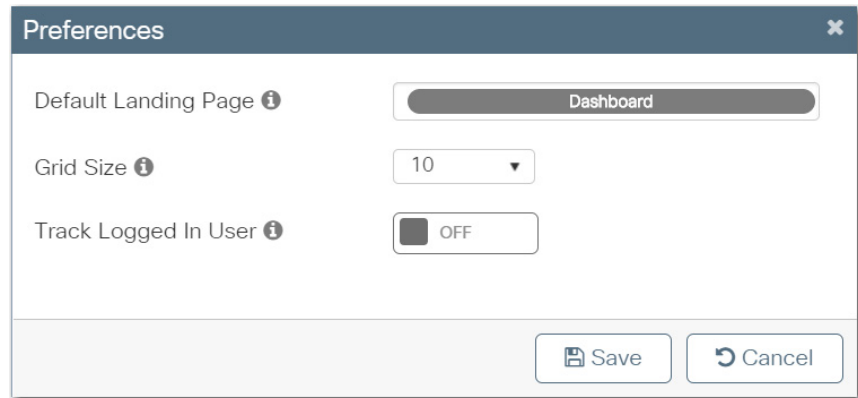 Preferences
Default Landing Page
Dashboard
Grid Size
10
Track Logged In User
OFF
Save
Cancel